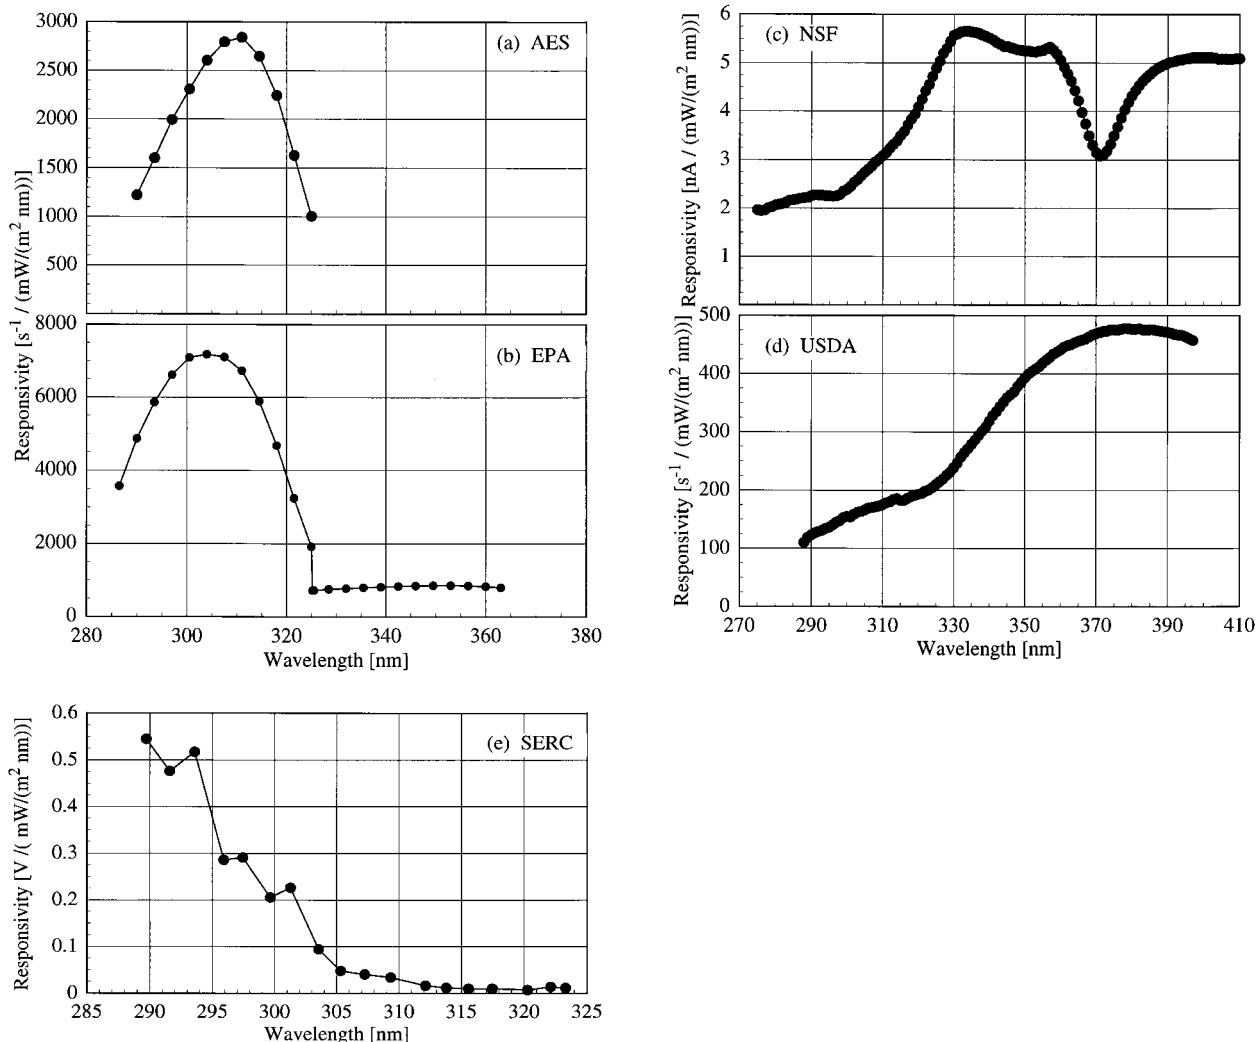 (a) AES
3000
2500
2000
1500
1000
500
(b) EPA
8000
6000
4000
2000
0
280 300 320 340 360 380
Wavelength [nm]
Responsivity [s⁻¹ / (mW/(m² nm))]
(c) NSF
6
5
4
3
2
1
Responsivity [nA / (mW/(m² nm))]
(d) USDA
500
400
300
200
100
0
270 290 310 330 350 370 390 410
Wavelength [nm]
Responsivity [s⁻¹ / (mW/(m² nm))]
(e) SERC
0.6
0.5
0.4
0.3
0.2
0.1
0
285 290 295 300 305 310 315 320 325
Wavelength [nm]
Responsivity [V /( mW/(m² nm))]